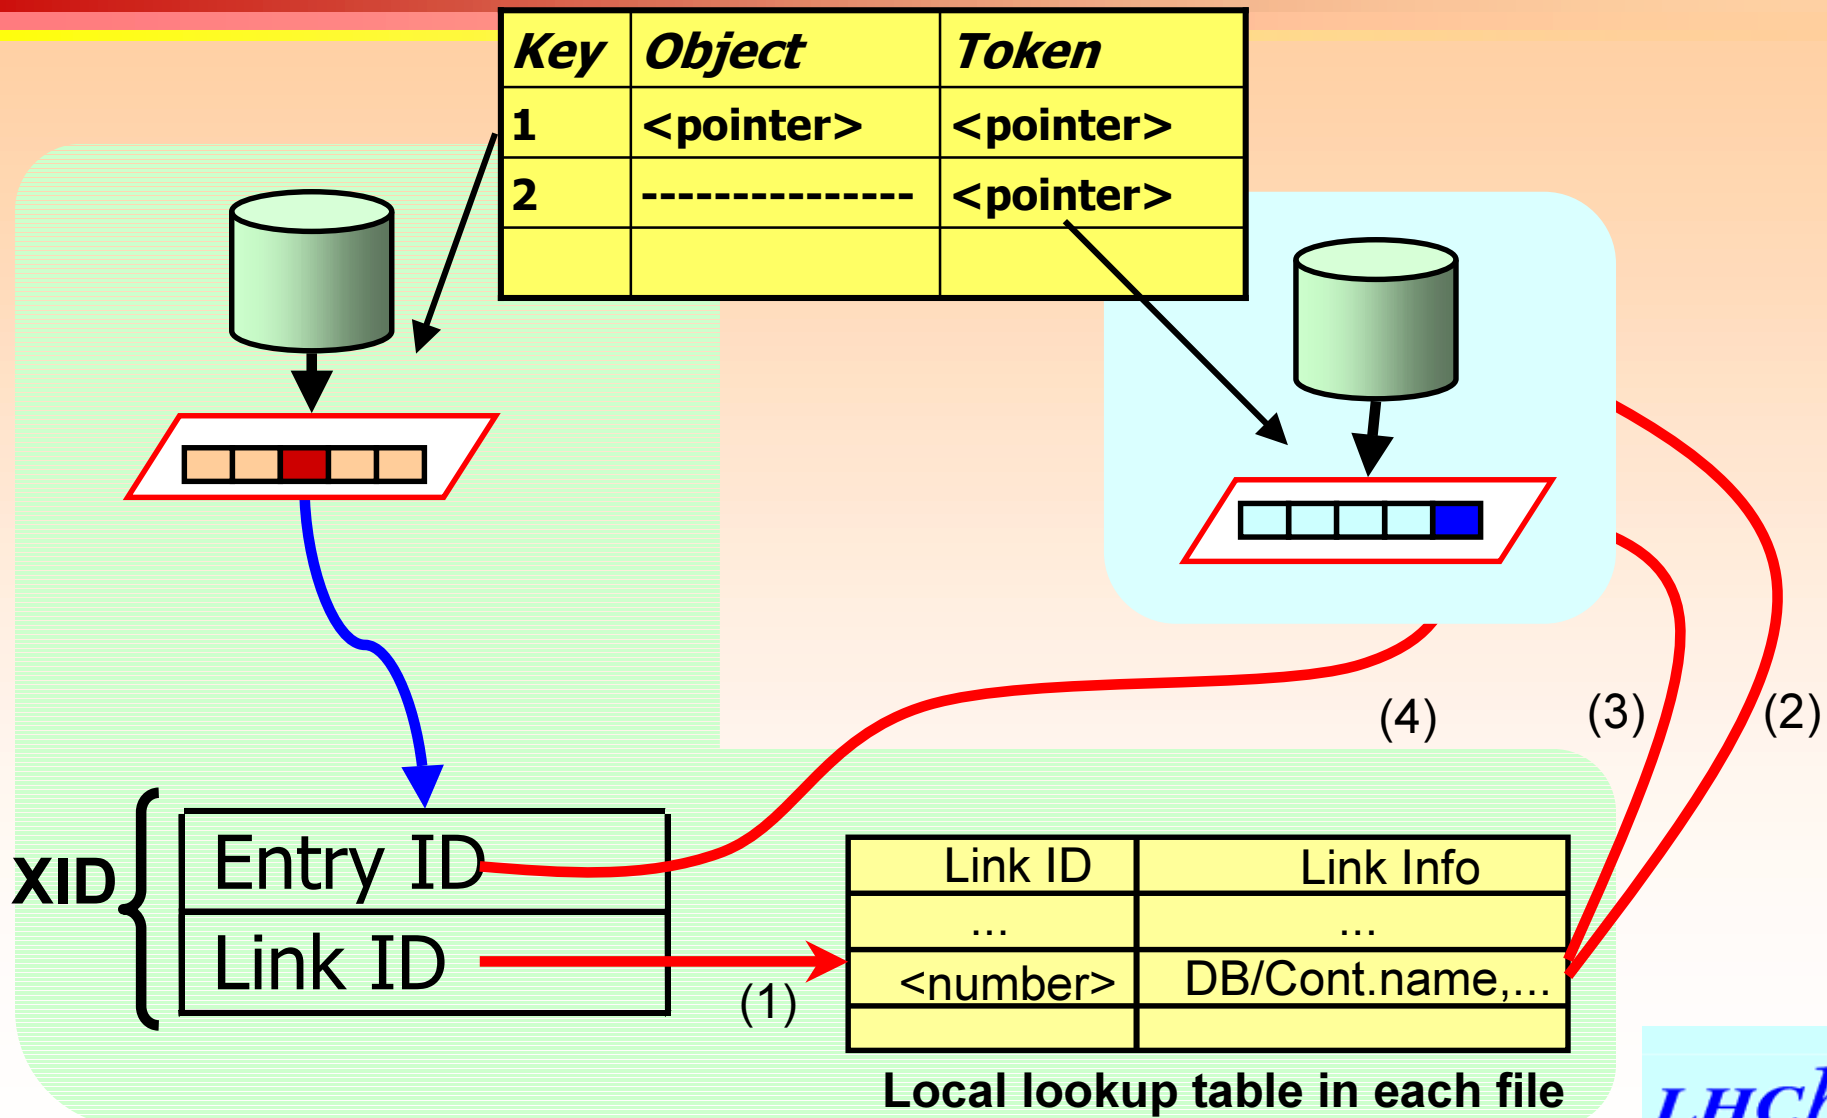 Key Object Token
1 <pointer> <pointer>
2 --------------- <pointer>
(4) (3) (2)
XID
Entry ID
Link ID
(1)
Link ID Link Info
... ...
<number> DB/Cont.name,...
Local lookup table in each file
LHCb